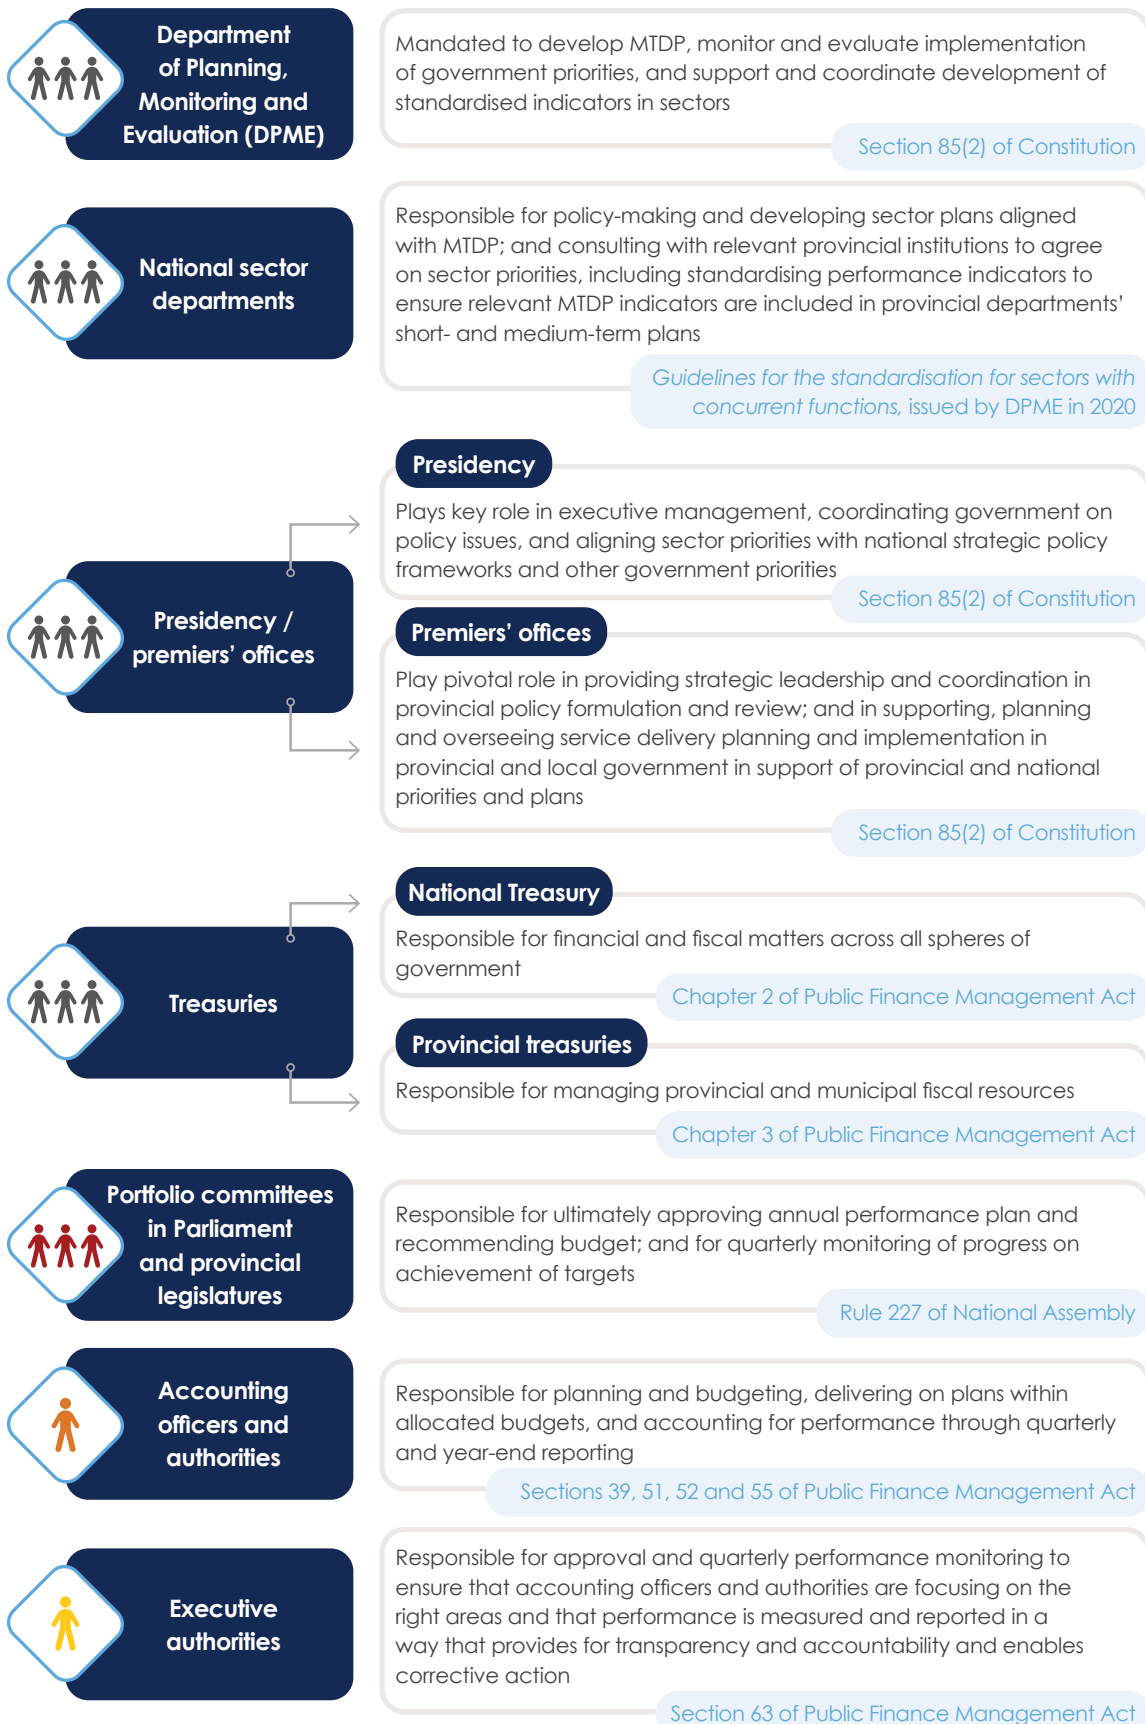 Department
of Planning,
Monitoring and
Evaluation (DPME)
Mandated to develop MTDP, monitor and evaluate implementation
of government priorities, and support and coordinate development of
standardised indicators in sectors
Section 85(2) of Constitution
National sector
departments
Responsible for policy-making and developing sector plans aligned
with MTDP; and consulting with relevant provincial institutions to agree
on sector priorities, including standardising performance indicators to
ensure relevant MTDP indicators are included in provincial departments’
short- and medium-term plans
Guidelines for the standardisation for sectors with
concurrent functions, issued by DPME in 2020
Presidency /
premiers’ offices
Presidency
Plays key role in executive management, coordinating government on
policy issues, and aligning sector priorities with national strategic policy
frameworks and other government priorities
Section 85(2) of Constitution
Premiers’ offices
Play pivotal role in providing strategic leadership and coordination in
provincial policy formulation and review; and in supporting, planning
and overseeing service delivery planning and implementation in
provincial and local government in support of provincial and national
priorities and plans
Section 85(2) of Constitution
Treasuries
National Treasury
Responsible for financial and fiscal matters across all spheres of
government
Chapter 2 of Public Finance Management Act
Provincial treasuries
Responsible for managing provincial and municipal fiscal resources
Chapter 3 of Public Finance Management Act
Portfolio committees
in Parliament
and provincial
legislatures
Responsible for ultimately approving annual performance plan and
recommending budget; and for quarterly monitoring of progress on
achievement of targets
Rule 227 of National Assembly
Accounting
officers and
authorities
Responsible for planning and budgeting, delivering on plans within
allocated budgets, and accounting for performance through quarterly
and year-end reporting
Sections 39, 51, 52 and 55 of Public Finance Management Act
Executive
authorities
Responsible for approval and quarterly performance monitoring to
ensure that accounting officers and authorities are focusing on the
right areas and that performance is measured and reported in a
way that provides for transparency and accountability and enables
corrective action
Section 63 of Public Finance Management Act